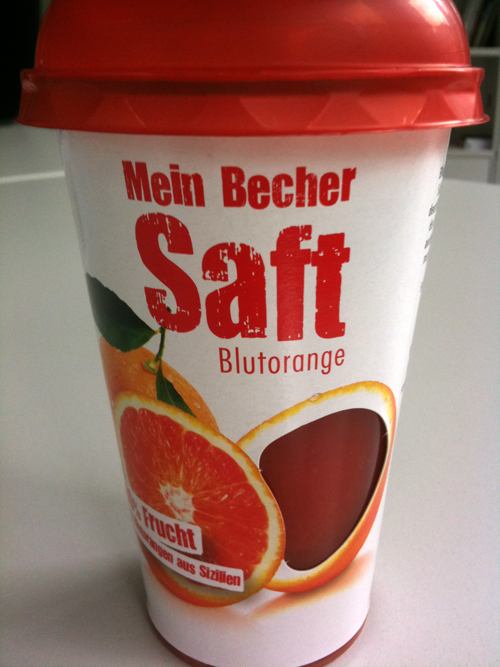 Mein Becher
Saft
Blutorange
% Frucht
aus Sizilien